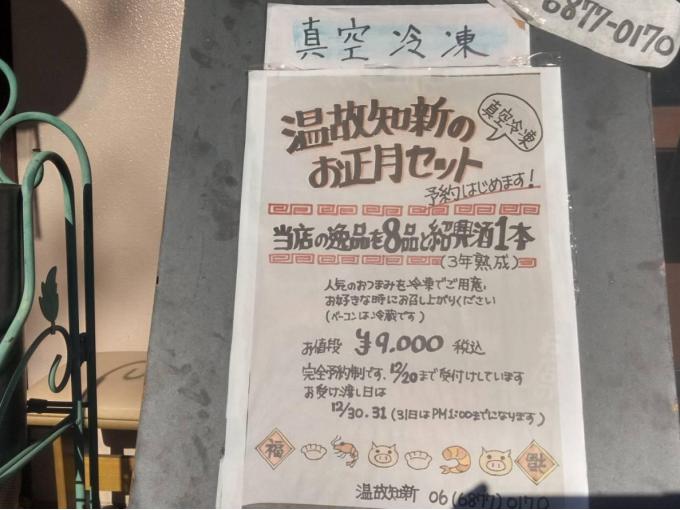 6877-0170
真空冷凍
温故知新の
お正月セット
真空冷凍
予約はじめます!
当店の逸品を8品と紹興酒1本
(3年熟成)
人気のおつまみを冷凍でご用意、
お好きな時にお召し上がりください
(ベーコンは冷蔵です)
お値段 ¥9.000 税込
完全予約制です、12/20まで受付けしています
お受け渡し日は
12/30.31 (31日はPM1:00までになります)
福
福
温故知新 06(6877)0170